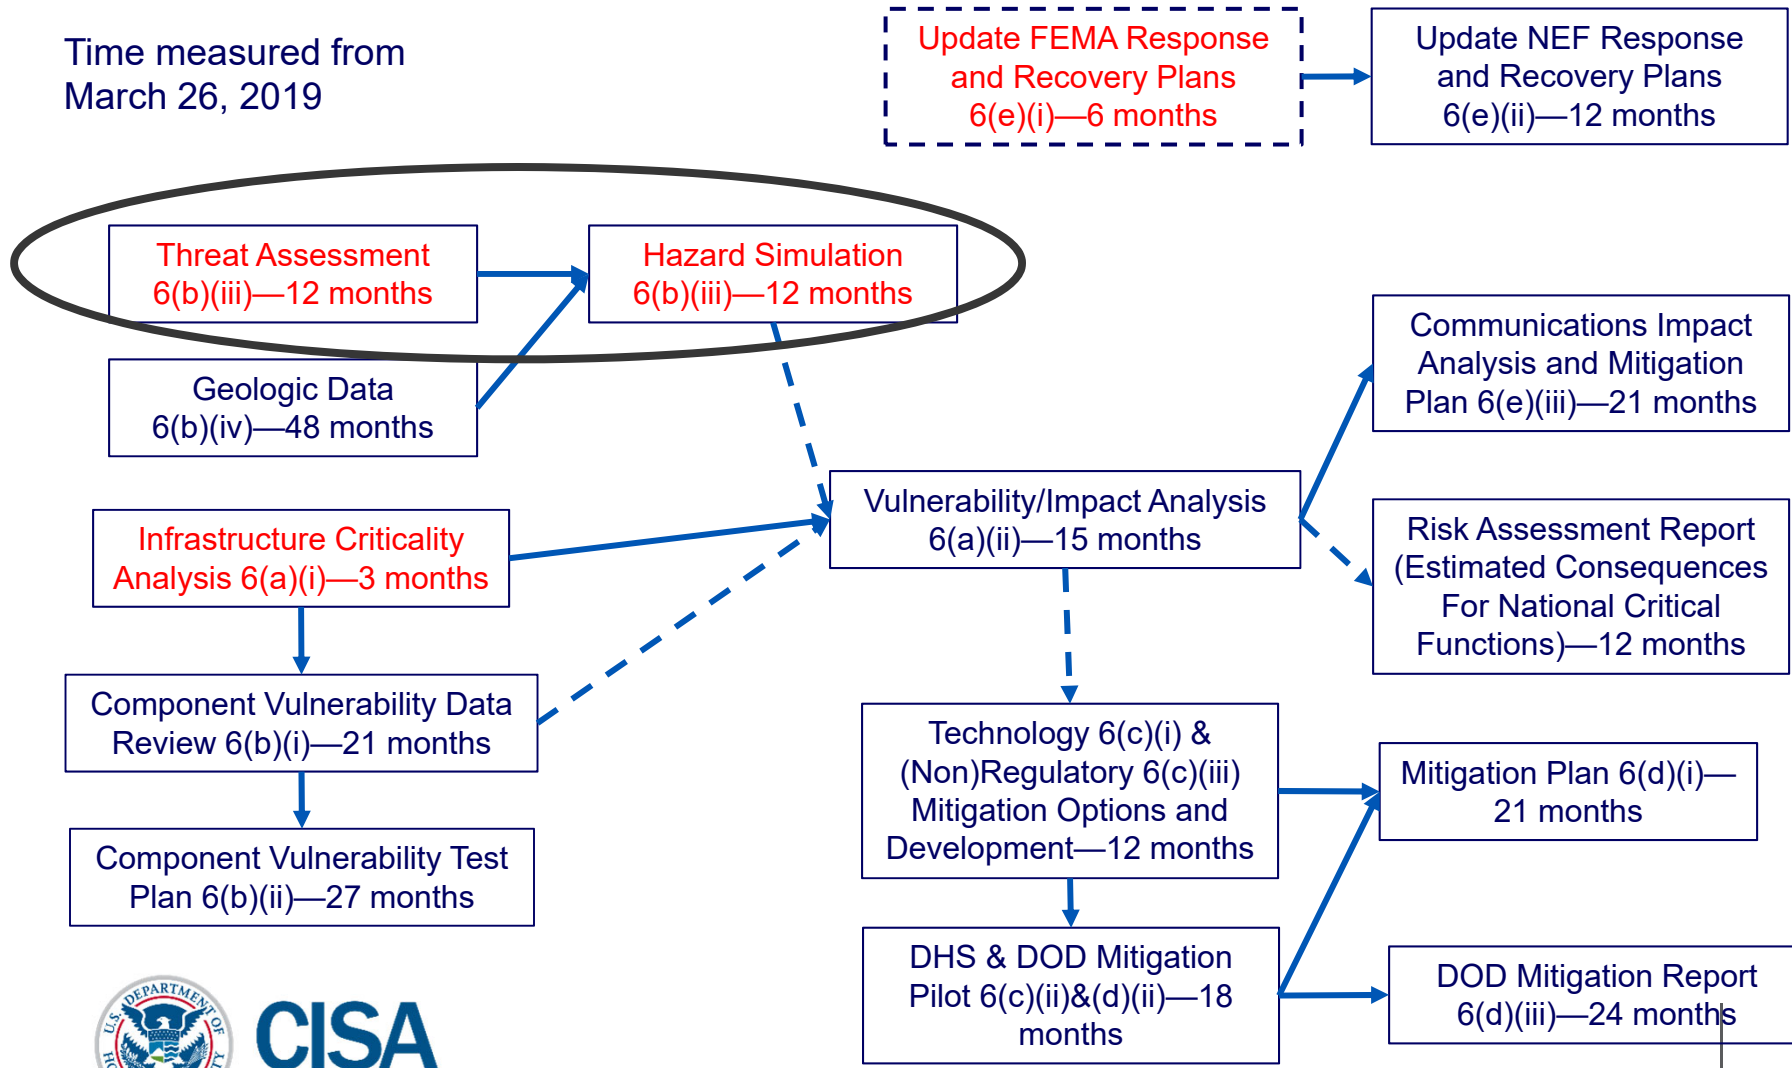 Time measured from
March 26, 2019
Update FEMA Response
and Recovery Plans
6(e)(i)—6 months
Update NEF Response
and Recovery Plans
6(e)(ii)—12 months
Threat Assessment
6(b)(iii)—12 months
Hazard Simulation
6(b)(iii)—12 months
Geologic Data
6(b)(iv)—48 months
Communications Impact
Analysis and Mitigation
Plan 6(e)(iii)—21 months
Vulnerability/Impact Analysis
6(a)(ii)—15 months
Infrastructure Criticality
Analysis 6(a)(i)—3 months
Risk Assessment Report
(Estimated Consequences
For National Critical
Functions)—12 months
Component Vulnerability Data
Review 6(b)(i)—21 months
Technology 6(c)(i) &
(Non)Regulatory 6(c)(iii)
Mitigation Options and
Development—12 months
Mitigation Plan 6(d)(i)—
21 months
Component Vulnerability Test
Plan 6(b)(ii)—27 months
DHS & DOD Mitigation
Pilot 6(c)(ii)&(d)(ii)—18
months
DOD Mitigation Report
6(d)(iii)—24 months
U.S. DEPARTMENT OF
CISA